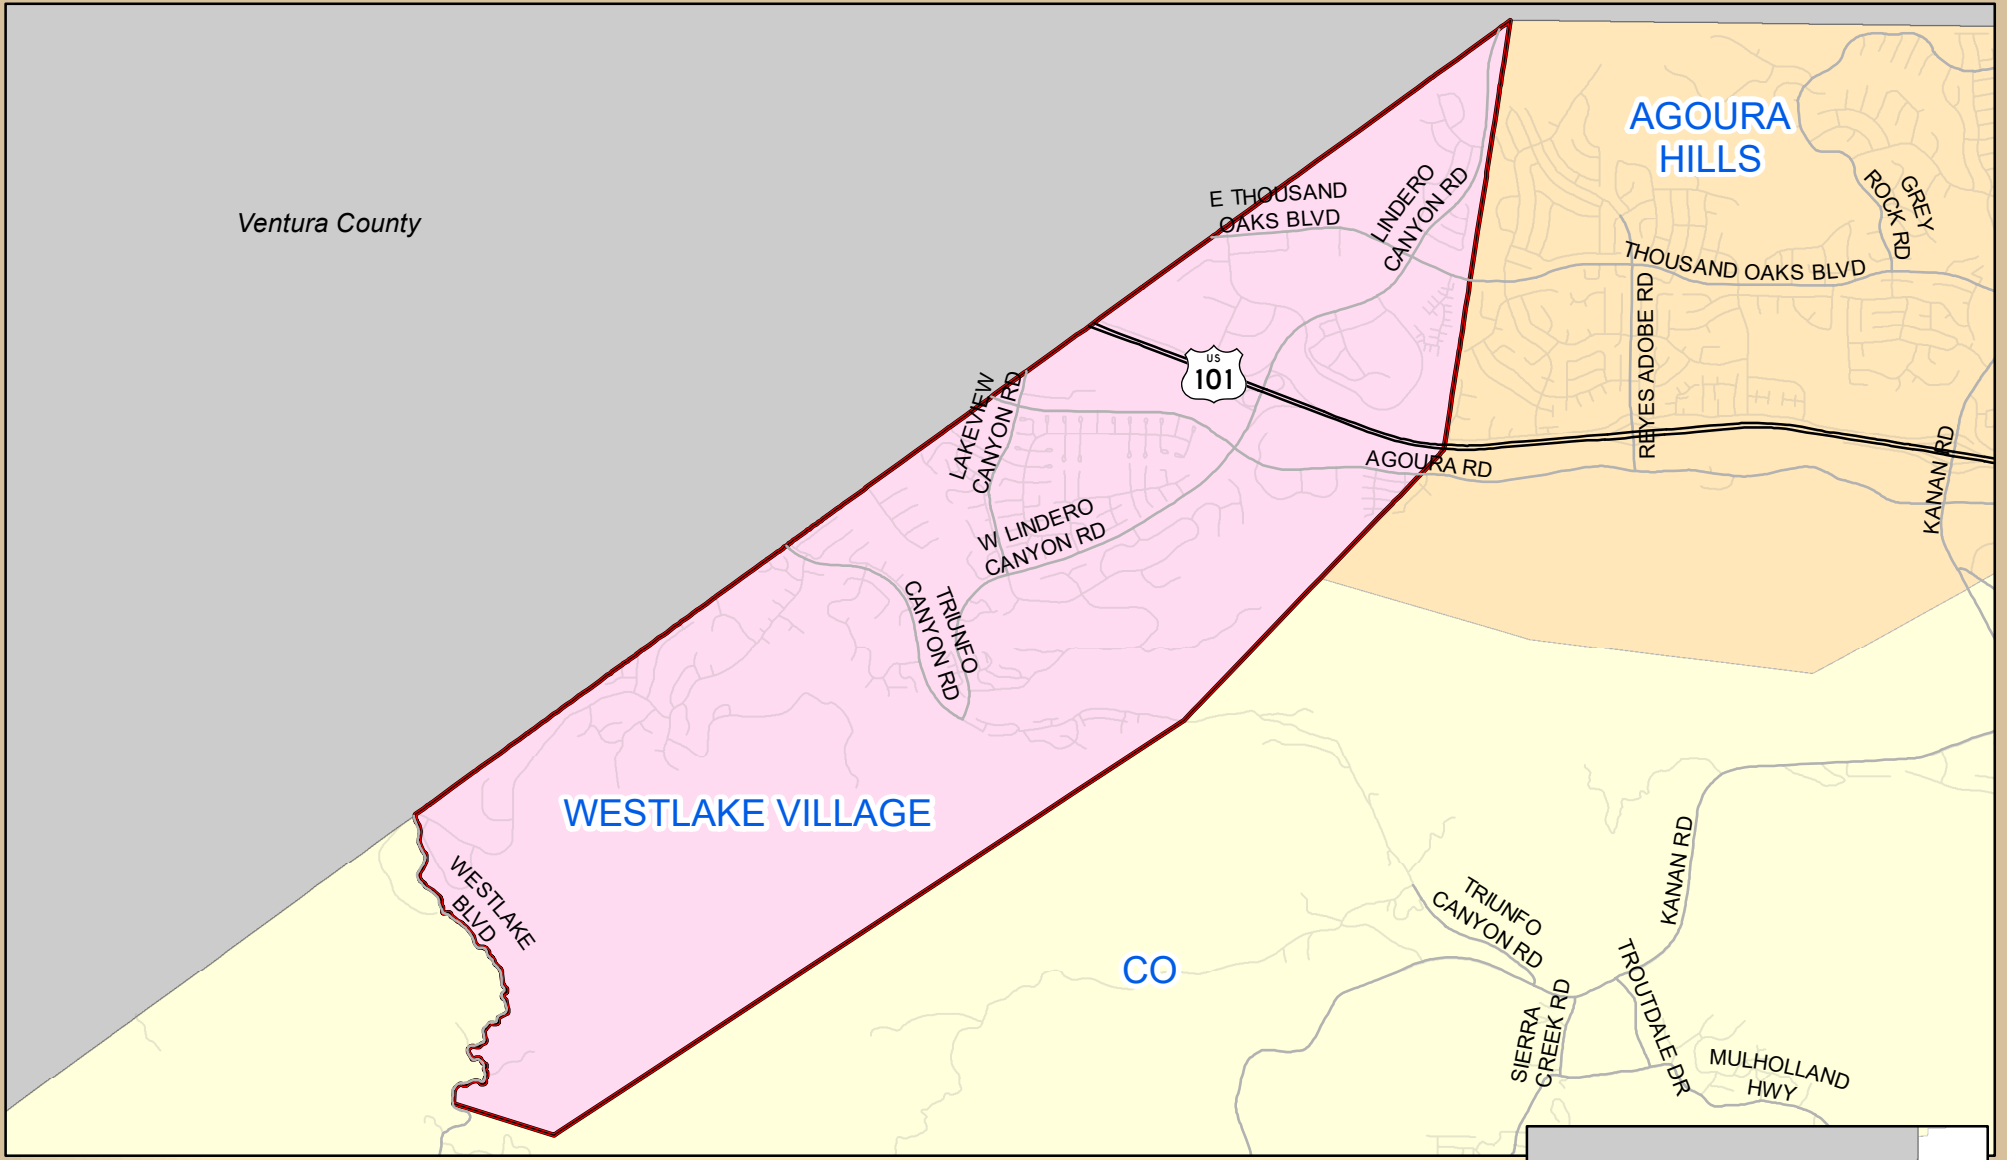 AGOURA
HILLS
Ventura County
E THOUSAND
OAKS BLVD
LINDERO
CANYON RD
GREY
ROCK RD
THOUSAND OAKS BLVD
REYES ADOBE RD
US
101
LAKEVIEW
CANYON RD
AGOURA RD
KANAN RD
W LINDERO
CANYON RD
TRIUNFO
CANYON RD
WESTLAKE VILLAGE
WESTLAKE
BLVD
KANAN RD
TRIUNFO
CANYON RD
CO
TROUTDALE DR
SIERRA
CREEK RD
MULHOLLAND
HWY